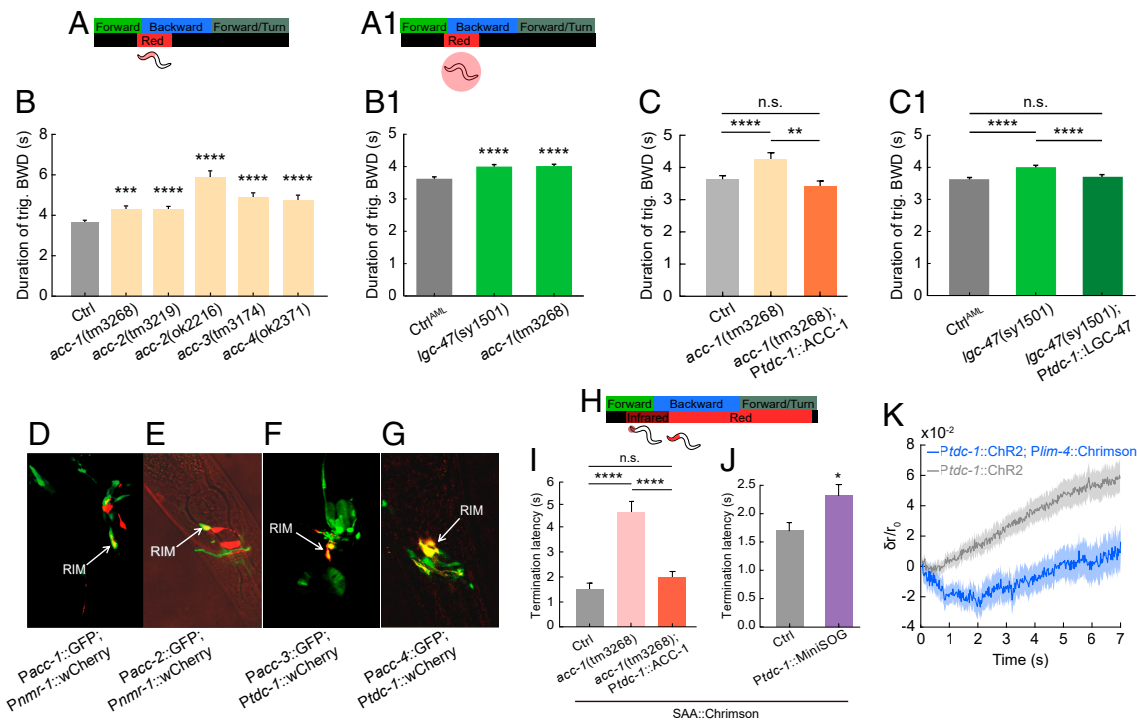 A
Forward Backward Forward/Turn
Red
A1
Forward Backward Forward/Turn
Red
B
Duration of trig. BWD (s)
8
6
4
2
0
***
****
****
****
****
Ctrl
acc-1(tm3268)
acc-2(tm3219)
acc-2(ok2216)
acc-3(tm3174)
acc-4(ok2371)
B1
Duration of trig. BWD (s)
5
4
3
2
1
0
****
****
Ctrl^AML
lgc-47(sy1501)
acc-1(tm3268)
C
Duration of trig. BWD (s)
5
4
3
2
1
0
n.s.
****
**
Ctrl
acc-1(tm3268)
acc-1(tm3268);
Ptdc-1::ACC-1
C1
Duration of trig. BWD (s)
5
4
3
2
1
0
n.s.
****
****
Ctrl^AML
lgc-47(sy1501)
lgc-47(sy1501);
Ptdc-1::LGC-47
D
RIM
Pacc-1::GFP;
Pnmr-1::wCherry
E
RIM
Pacc-2::GFP;
Pnmr-1::wCherry
F
RIM
Pacc-3::GFP;
Ptdc-1::wCherry
G
RIM
Pacc-4::GFP;
Ptdc-1::wCherry
H
Forward Backward Forward/Turn
Infrared Red
I
Termination latency (s)
6
5
4
3
2
1
0
n.s.
****
****
Ctrl
acc-1(tm3268)
acc-1(tm3268);
Ptdc-1::ACC-1
J
Termination latency (s)
2.5
2.0
1.5
1.0
0.5
0.0
*
Ctrl
Ptdc-1::MiniSOG
SAA::Chrimson
K
x10⁻²
Ptdc-1::ChR2; Plim-4::Chrimson
Ptdc-1::ChR2
δr/r₀
8
6
4
2
0
-2
-4
0 1 2 3 4 5 6 7
Time (s)